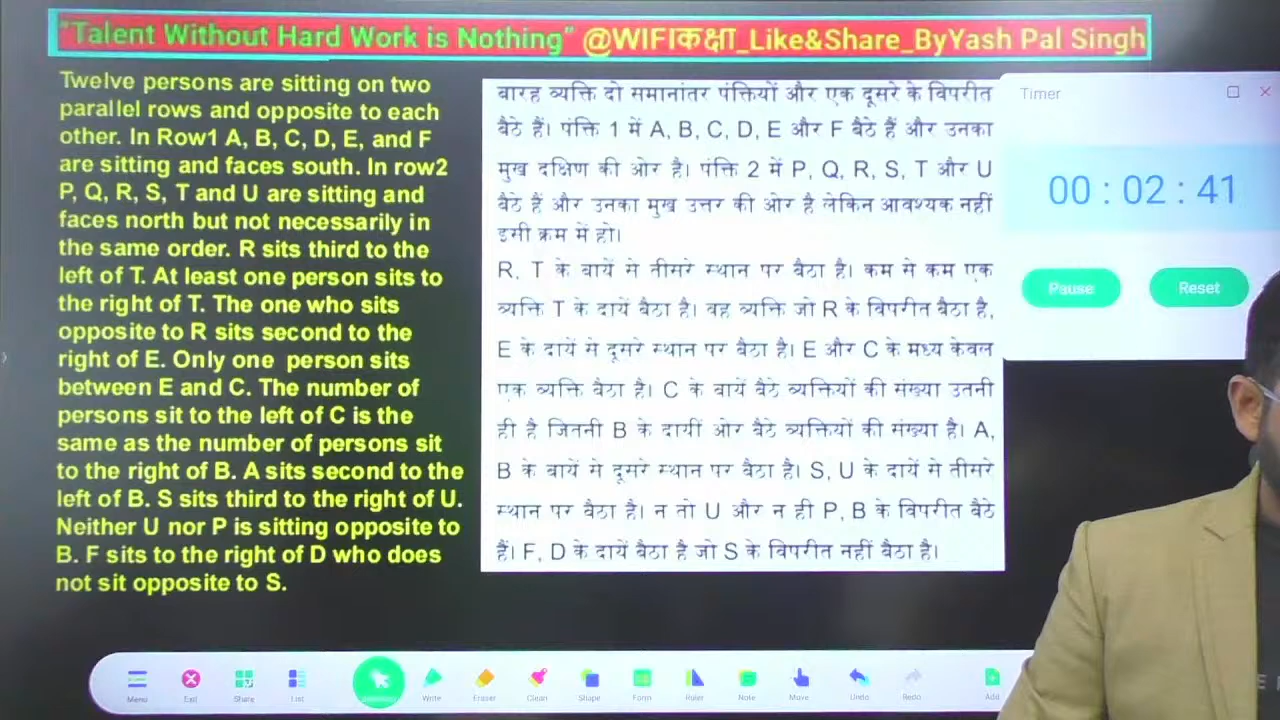 "Talent Without Hard Work is Nothing" @WIFIकक्षा_Like&Share_ByYash Pal Singh
Twelve persons are sitting on two
parallel rows and opposite to each
other. In Row1 A, B, C, D, E, and F
are sitting and faces south. In row2
P, Q, R, S, T and U are sitting and
faces north but not necessarily in
the same order. R sits third to the
left of T. At least one person sits to
the right of T. The one who sits
opposite to R sits second to the
right of E. Only one person sits
between E and C. The number of
persons sit to the left of C is the
same as the number of persons sit
to the right of B. A sits second to the
left of B. S sits third to the right of U.
Neither U nor P is sitting opposite to
B. F sits to the right of D who does
not sit opposite to S.
बारह व्यक्ति दो समानांतर पंक्तियों और एक दूसरे के विपरीत
बैठे हैं। पंक्ति 1 में A, B, C, D, E और F बैठे हैं और उनका
मुख दक्षिण की ओर है। पंक्ति 2 में P, Q, R, S, T और U
बैठे हैं और उनका मुख उत्तर की ओर है लेकिन आवश्यक नहीं
इसी क्रम में हो।
R, T के बायें से तीसरे स्थान पर बैठा है। कम से कम एक
व्यक्ति T के दायें बैठा है। वह व्यक्ति जो R के विपरीत बैठा है,
E के दायें से दूसरे स्थान पर बैठा है। E और C के मध्य केवल
एक व्यक्ति बैठा है। C के बायें बैठे व्यक्तियों की संख्या उतनी
ही है जितनी B के दायीं ओर बैठे व्यक्तियों की संख्या है। A,
B के बायें से दूसरे स्थान पर बैठा है। S, U के दायें से तीसरे
स्थान पर बैठा है। न तो U और न ही P, B के विपरीत बैठे
हैं। F, D के दायें बैठा है जो S के विपरीत नहीं बैठा है।
Timer
00 : 02 : 41
Pause
Reset
Menu
Exit
Share
List
Write
Eraser
Clean
Shape
Form
Ruler
Note
Move
Undo
Redo
Add